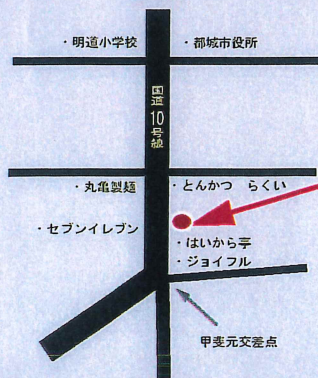 ・明道小学校
・都城市役所
国道10号線
・丸亀製麺
・とんかつ らくい
・セブンイレブン
・はいから亭
・ジョイフル
甲斐元交差点